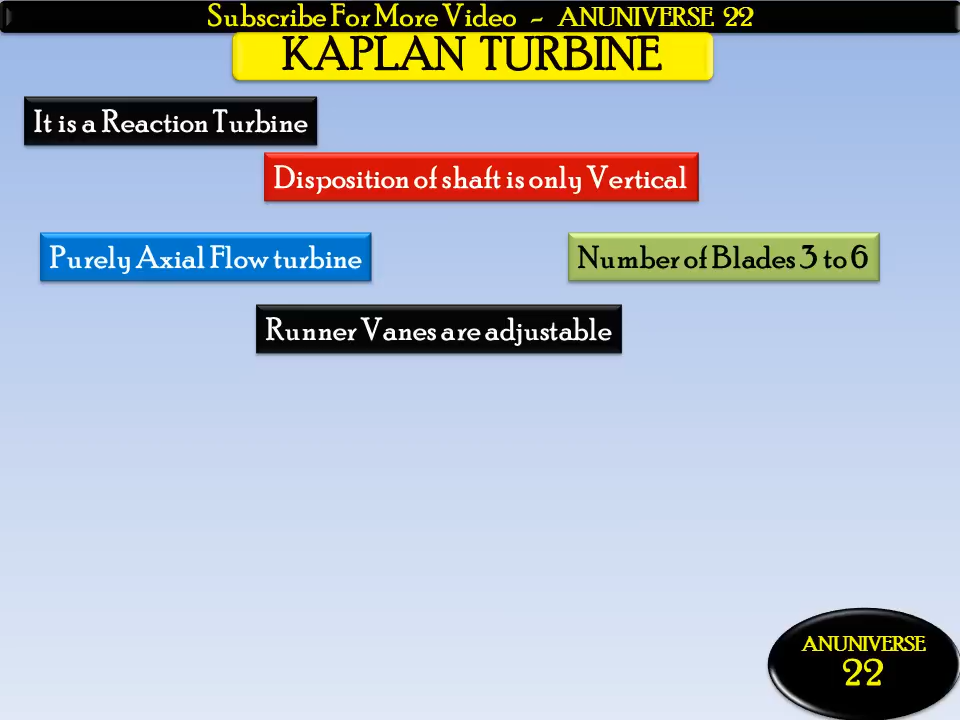 Subscribe For More Video - ANUNIVERSE 22
KAPLAN TURBINE
It is a Reaction Turbine
Disposition of shaft is only Vertical
Purely Axial Flow turbine
Number of Blades 3 to 6
Runner Vanes are adjustable
ANUNIVERSE
22